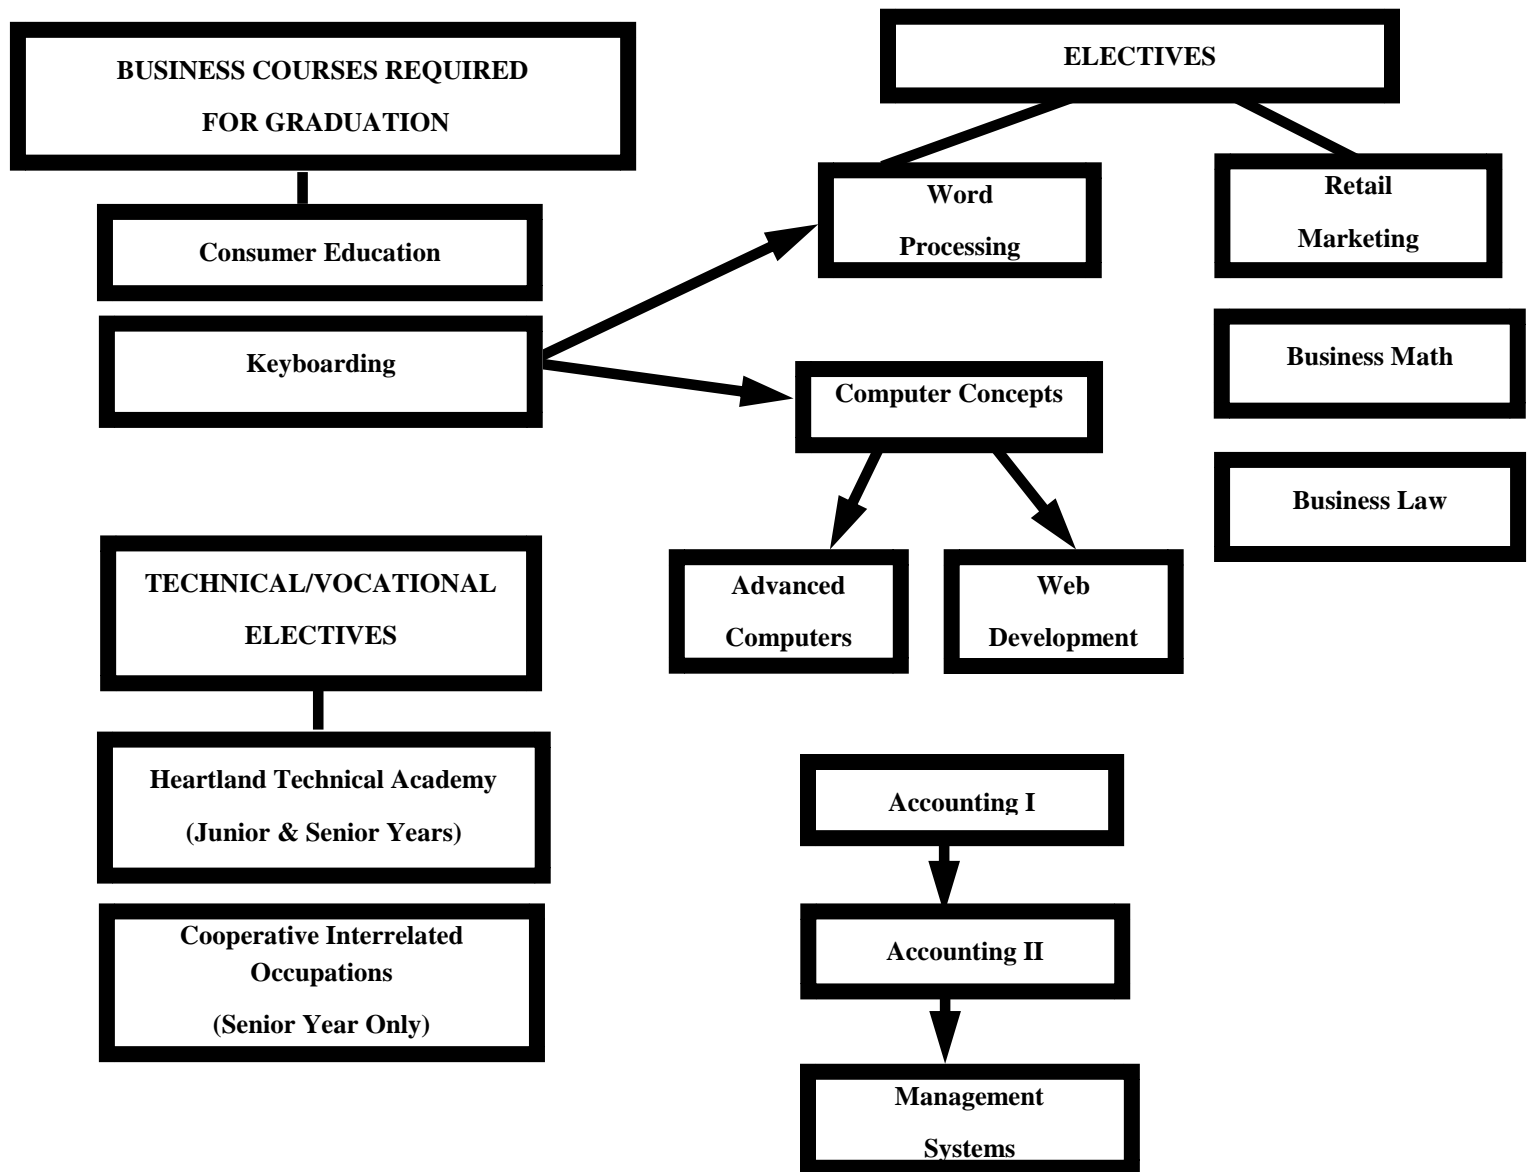 BUSINESS COURSES REQUIRED
FOR GRADUATION
Consumer Education
Keyboarding
ELECTIVES
Word
Processing
Retail
Marketing
Business Math
Business Law
Computer Concepts
Advanced
Computers
Web
Development
TECHNICAL/VOCATIONAL
ELECTIVES
Heartland Technical Academy
(Junior & Senior Years)
Cooperative Interrelated
Occupations
(Senior Year Only)
Accounting I
Accounting II
Management
Systems